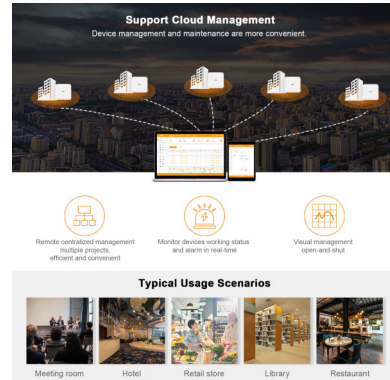 Support Cloud Management
Device management and maintenance are more convenient.
Remote centralized management
multiple projects,
efficient and convenient
Monitor devices working status
and alarm in real-time
Visual management
open-and-shut
Typical Usage Scenarios
Meeting room
Hotel
Retail store
Library
Restaurant